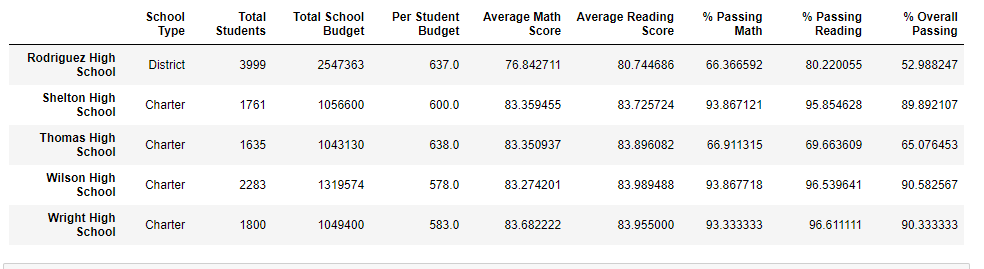 School Type Total Students Total School Budget Per Student Budget Average Math Score Average Reading Score % Passing Math % Passing Reading % Overall Passing
Rodriguez High School District 3999 2547363 637.0 76.842711 80.744686 66.366592 80.220055 52.988247
Shelton High School Charter 1761 1056600 600.0 83.359455 83.725724 93.867121 95.854628 89.892107
Thomas High School Charter 1635 1043130 638.0 83.350937 83.896082 66.911315 69.663609 65.076453
Wilson High School Charter 2283 1319574 578.0 83.274201 83.989488 93.867718 96.539641 90.582567
Wright High School Charter 1800 1049400 583.0 83.682222 83.955000 93.333333 96.611111 90.333333